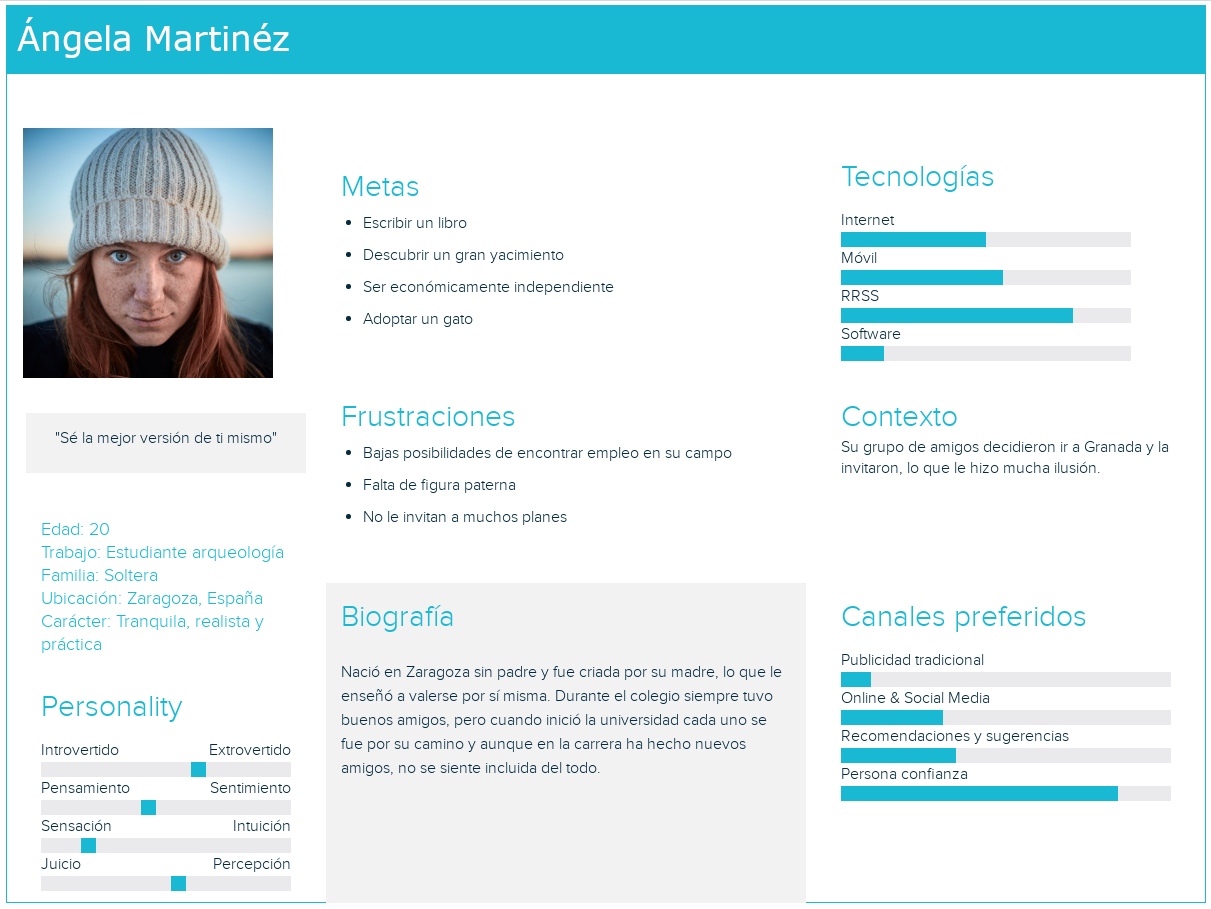 Ángela Martinéz
"Sé la mejor versión de ti mismo"
Edad: 20
Trabajo: Estudiante arqueología
Familia: Soltera
Ubicación: Zaragoza, España
Carácter: Tranquila, realista y
práctica
Personality
Introvertido Extrovertido
Pensamiento Sentimiento
Sensación Intuición
Juicio Percepción
Metas
Escribir un libro
Descubrir un gran yacimiento
Ser económicamente independiente
Adoptar un gato
Frustraciones
Bajas posibilidades de encontrar empleo en su campo
Falta de figura paterna
No le invitan a muchos planes
Biografía
Nació en Zaragoza sin padre y fue criada por su madre, lo que le
enseñó a valerse por sí misma. Durante el colegio siempre tuvo
buenos amigos, pero cuando inició la universidad cada uno se
fue por su camino y aunque en la carrera ha hecho nuevos
amigos, no se siente incluida del todo.
Tecnologías
Internet
Móvil
RRSS
Software
Contexto
Su grupo de amigos decidieron ir a Granada y la
invitaron, lo que le hizo mucha ilusión.
Canales preferidos
Publicidad tradicional
Online & Social Media
Recomendaciones y sugerencias
Persona confianza